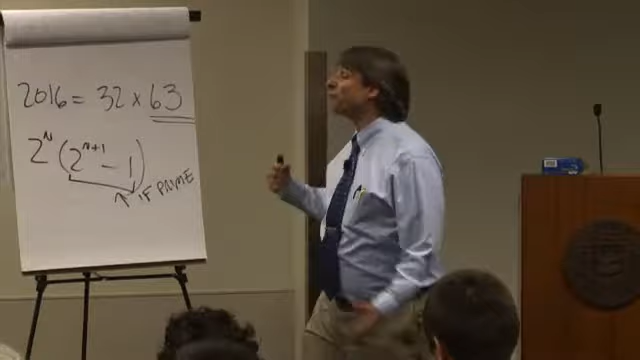 2016 = 32 × 63
2^N (2^{N+1} - 1)
↑ IF PRIME